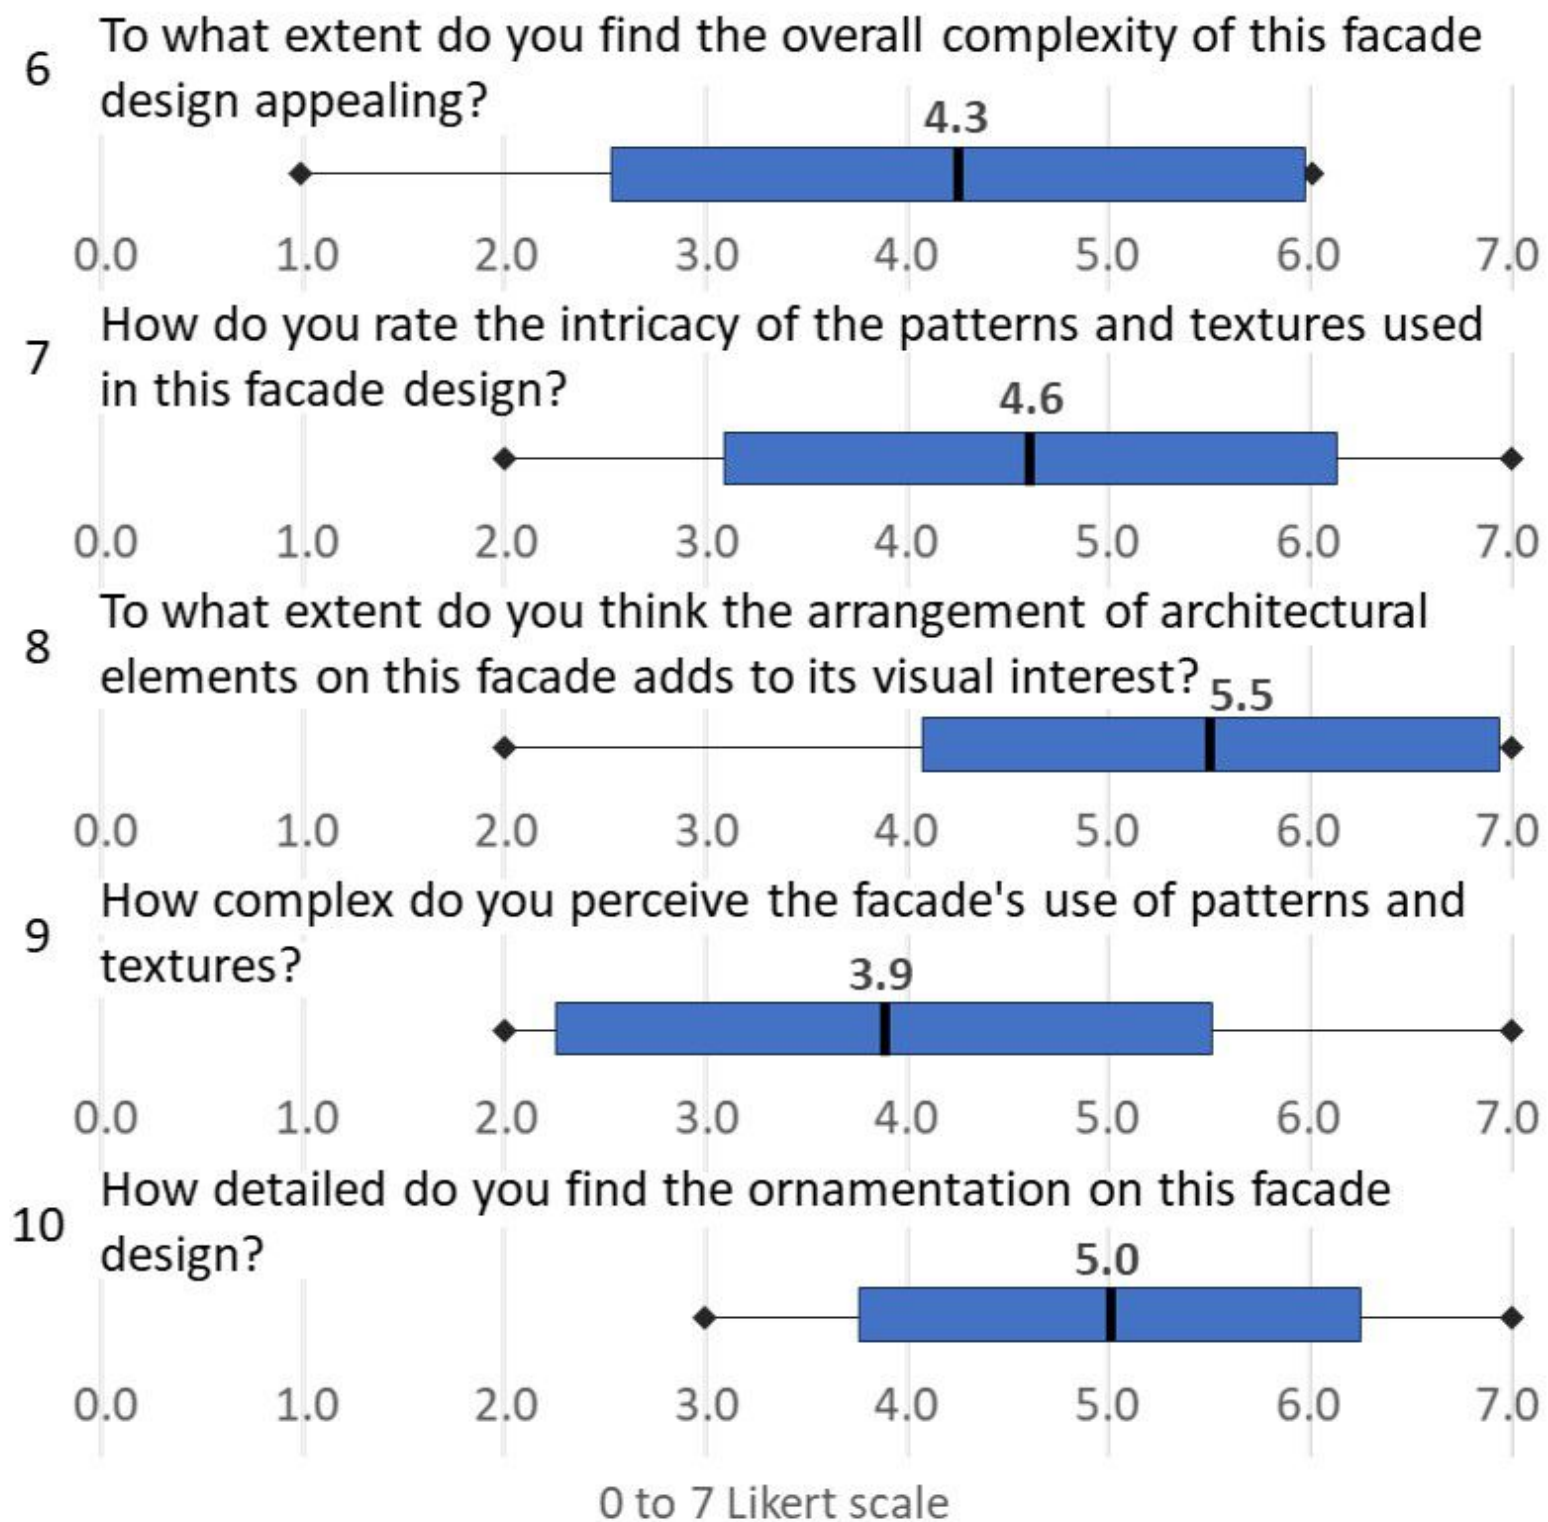 6
To what extent do you find the overall complexity of this facade
design appealing?
4.3
0.0 1.0 2.0 3.0 4.0 5.0 6.0 7.0
7
How do you rate the intricacy of the patterns and textures used
in this facade design?
4.6
0.0 1.0 2.0 3.0 4.0 5.0 6.0 7.0
8
To what extent do you think the arrangement of architectural
elements on this facade adds to its visual interest?
5.5
0.0 1.0 2.0 3.0 4.0 5.0 6.0 7.0
9
How complex do you perceive the facade's use of patterns and
textures?
3.9
0.0 1.0 2.0 3.0 4.0 5.0 6.0 7.0
10
How detailed do you find the ornamentation on this facade
design?
5.0
0.0 1.0 2.0 3.0 4.0 5.0 6.0 7.0
0 to 7 Likert scale